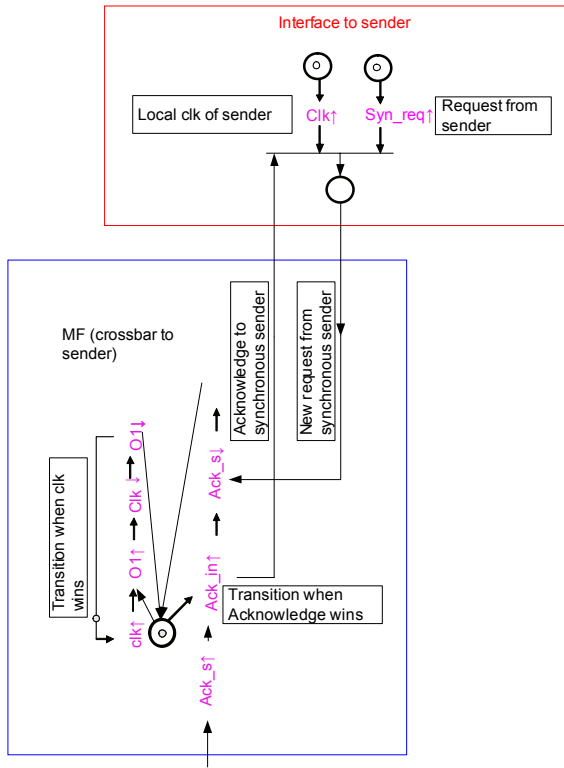 Interface to sender
Local clk of sender
Clk↑
Syn_req↑
Request from
sender
MF (crossbar to
sender)
Acknowledge to
synchronous sender
New request from
synchronous sender
Transition when clk
wins
O1↓
Clk ↓
O1↑
clk↑
Ack_s↓
Ack_in↑
Transition when
Acknowledge wins
Ack_s↑